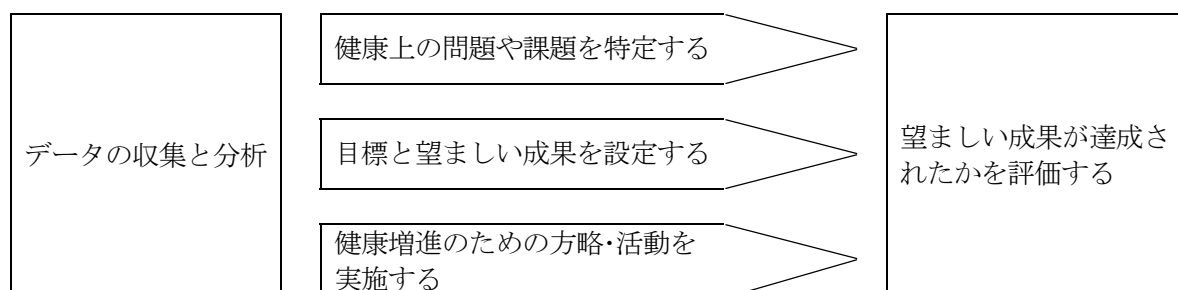 データの収集と分析
健康上の問題や課題を特定する
目標と望ましい成果を設定する
健康増進のための方略・活動を
実施する
望ましい成果が達成さ
れたかを評価する